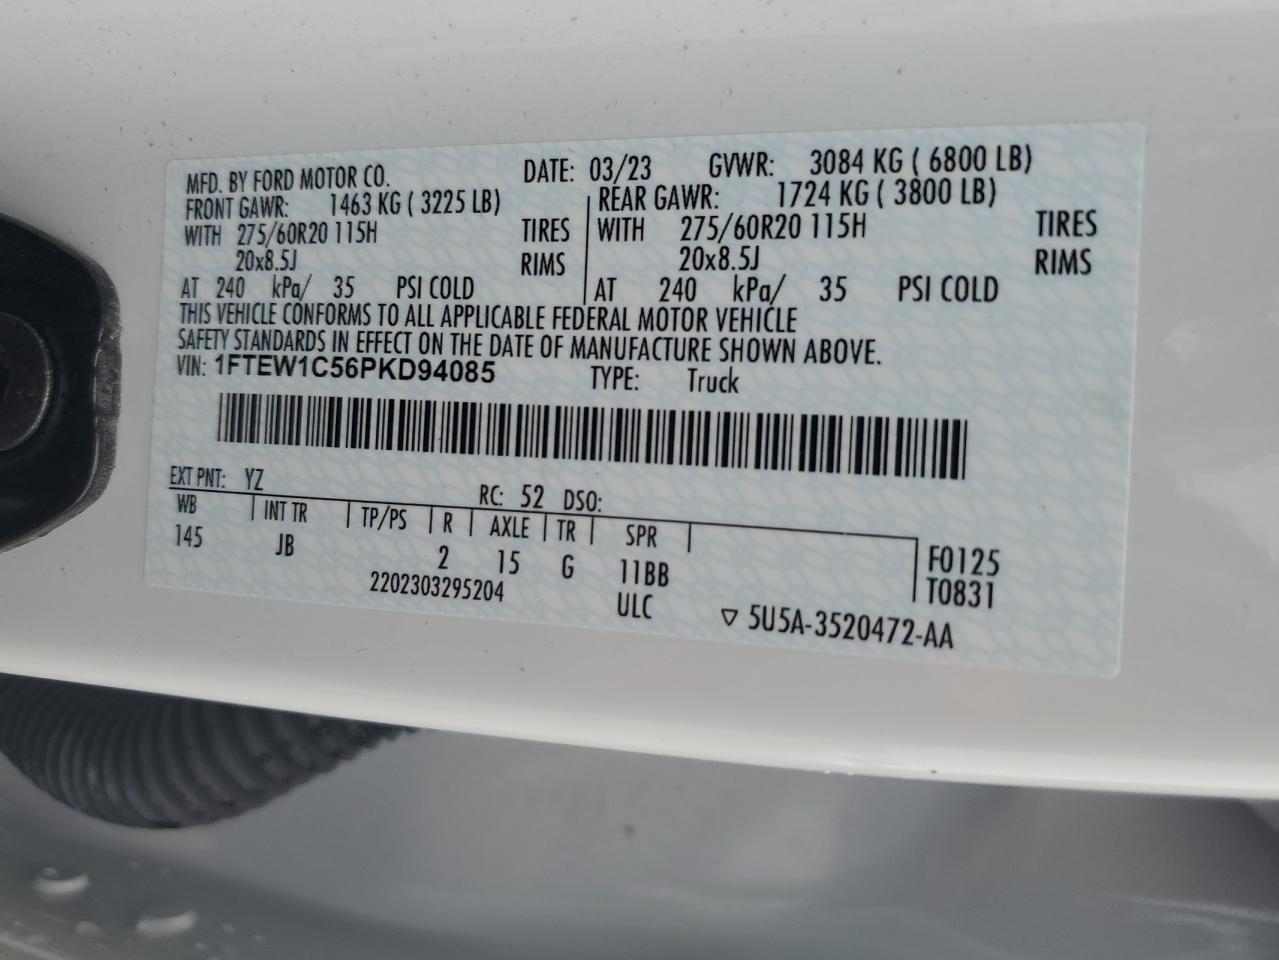 MFD. BY FORD MOTOR CO. DATE: 03/23 GVWR: 3084 KG ( 6800 LB)
FRONT GAWR: 1463 KG ( 3225 LB) REAR GAWR: 1724 KG ( 3800 LB)
WITH 275/60R20 115H TIRES WITH 275/60R20 115H TIRES
20x8.5J RIMS 20x8.5J RIMS
AT 240 kPa/ 35 PSI COLD AT 240 kPa/ 35 PSI COLD
THIS VEHICLE CONFORMS TO ALL APPLICABLE FEDERAL MOTOR VEHICLE
SAFETY STANDARDS IN EFFECT ON THE DATE OF MANUFACTURE SHOWN ABOVE.
VIN: 1FTEW1C56PKD94085 TYPE: Truck
EXT PNT: YZ RC: 52 DSO:
WB INT TR TP/PS R AXLE TR SPR
145 JB 2 15 G 11BB F0125
2202303295204 ULC T0831
5U5A-3520472-AA